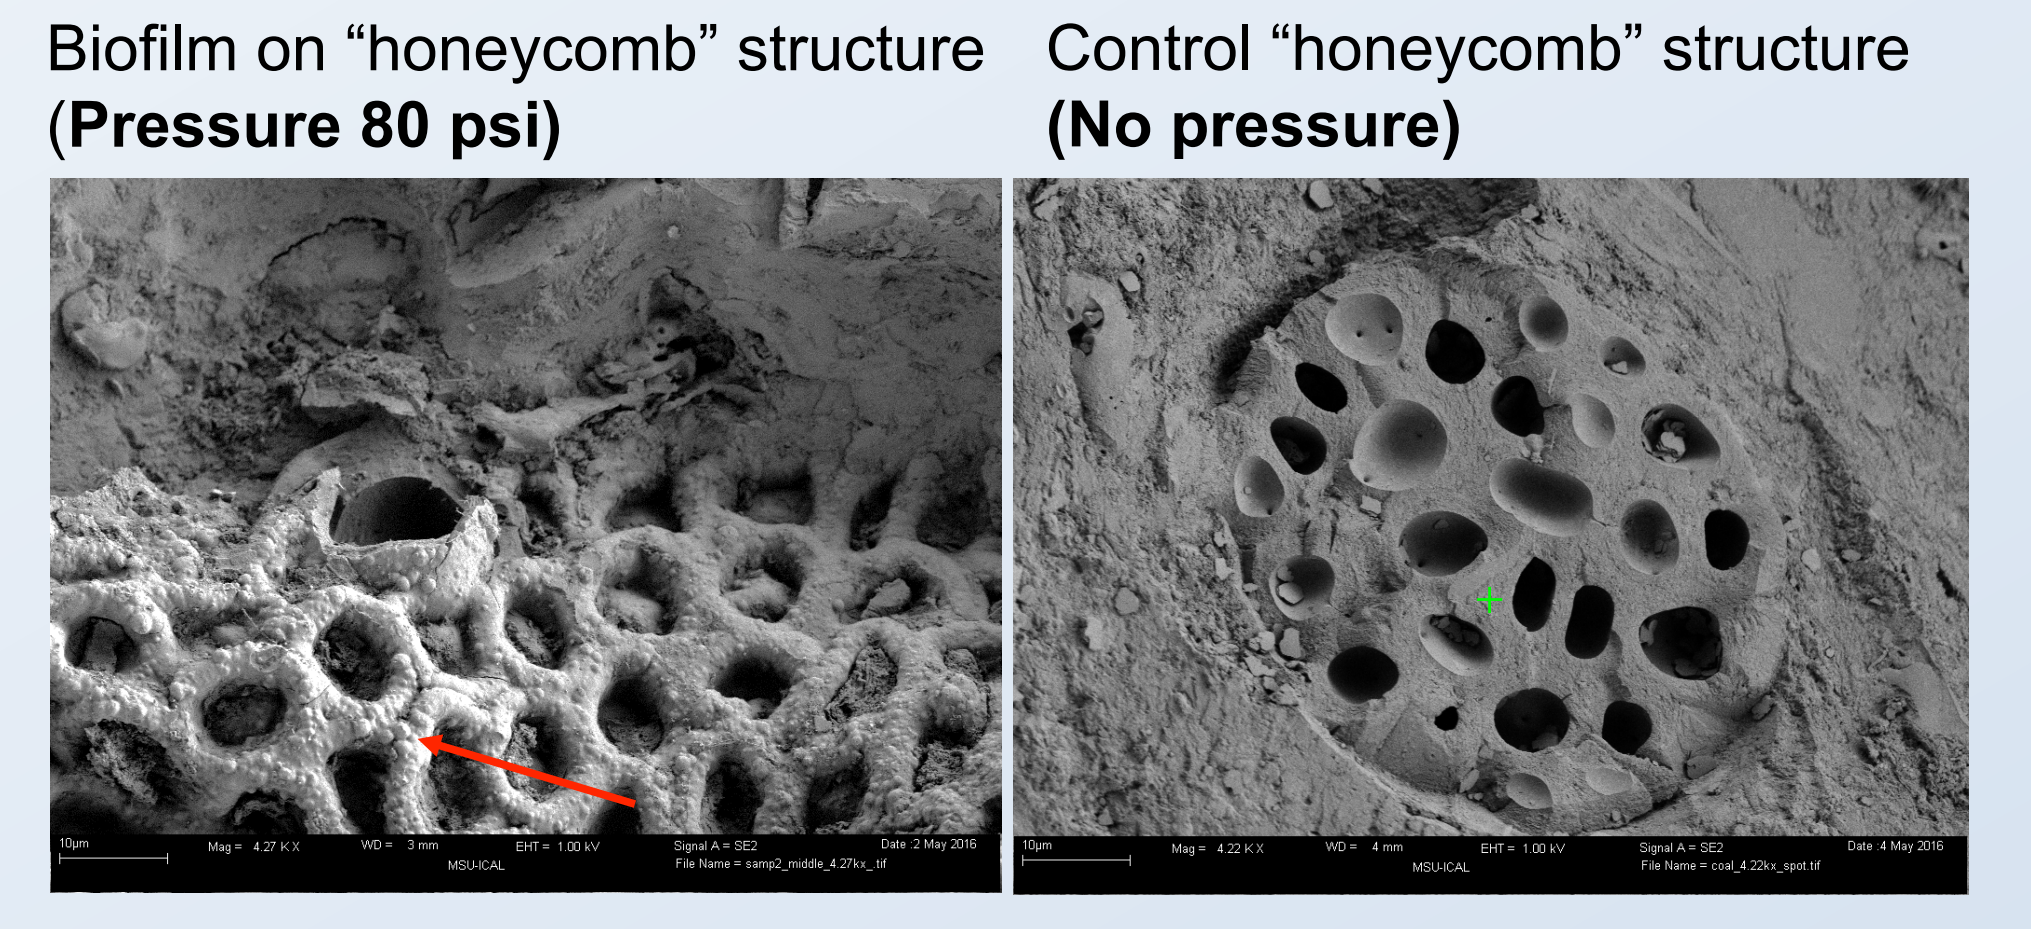 Biofilm on “honeycomb” structure
(Pressure 80 psi)
Control “honeycomb” structure
(No pressure)
10µm
Mag = 4.27 K X
WD = 3 mm
EHT = 1.00 kV
Signal A = SE2
Date :2 May 2016
MSU-ICAL
File Name = samp2_middle_4.27kx_.tif
10µm
Mag = 4.22 K X
WD = 4 mm
EHT = 1.00 kV
Signal A = SE2
Date :4 May 2016
MSU-ICAL
File Name = coal_4.22kx_spot.tif